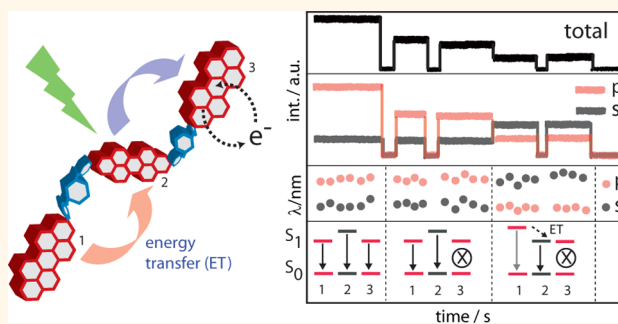 3
e-
2
1
energy
transfer (ET)
total
int./ a.u.
p
s
λ/nm
p
s
S1
ET
S0
1 2 3
1 2 3
1 2 3
time / s